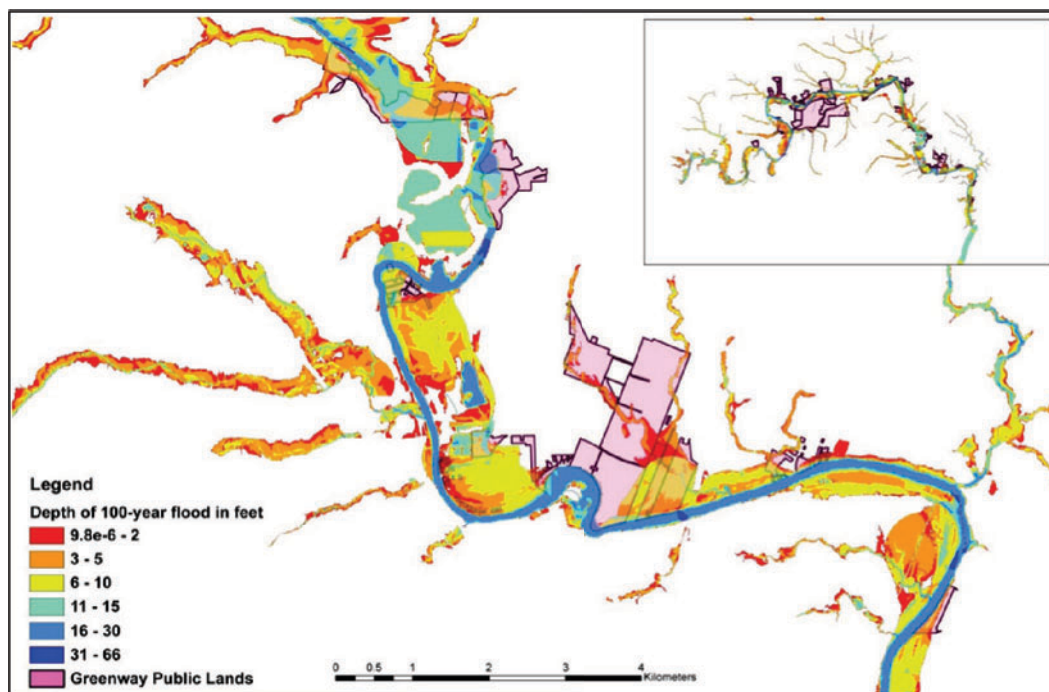 Legend
Depth of 100-year flood in feet
9.8e-6 - 2
3 - 5
6 - 10
11 - 15
16 - 30
31 - 66
Greenway Public Lands
0 0.5 1 2 3 4
Kilometers